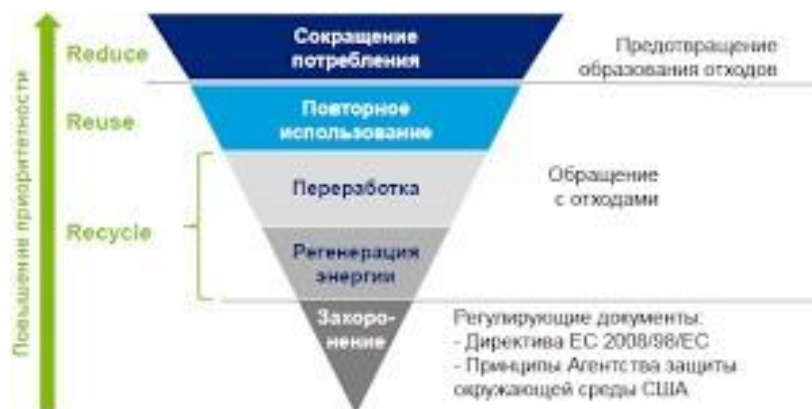 Повышение приоритетности
Reduce
Сокращение
потребления
Предотвращение
образования отходов
Reuse
Повторное
использование
Recycle
Переработка
Обращение
с отходами
Регенерация
энергии
Захоро-
нение
Регулирующие документы:
- Директива ЕС 2008/98/ЕС
- Принципы Агентства защиты
окружающей среды США